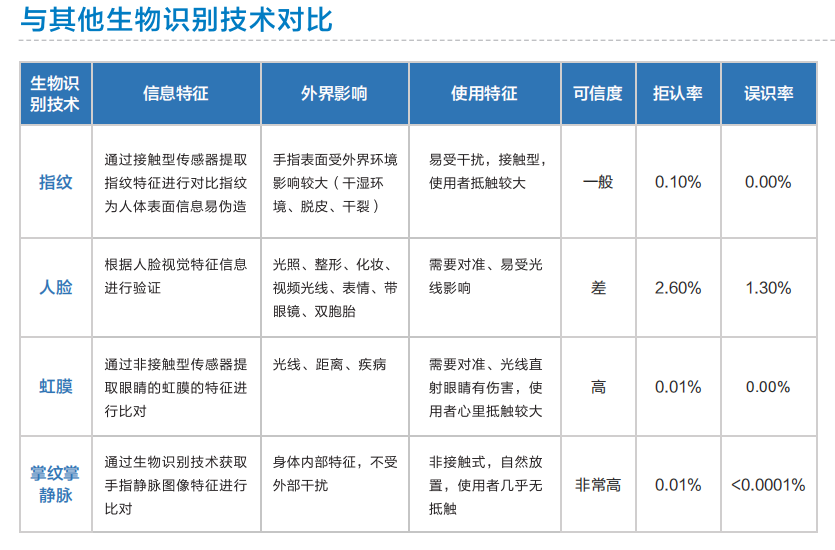 与其他生物识别技术对比
生物识
别技术
信息特征
外界影响
使用特征
可信度
拒认率
误识率
指纹
通过接触型传感器提取
指纹特征进行对比指纹
为人体表面信息易伪造
手指表面受外界环境
影响较大（干湿环
境、脱皮、干裂）
易受干扰，接触型，
使用者抵触较大
一般
0.10%
0.00%
人脸
根据人脸视觉特征信息
进行验证
光照、整形、化妆、
视频光线、表情、带
眼镜、双胞胎
需要对准、易受光
线影响
差
2.60%
1.30%
虹膜
通过非接触型传感器提
取眼睛的虹膜的特征进
行比对
光线、距离、疾病
需要对准、光线直
射眼睛有伤害，使
用者心里抵触较大
高
0.01%
0.00%
掌纹掌
静脉
通过生物识别技术获取
手指静脉图像特征进行
比对
身体内部特征，不受
外部干扰
非接触式，自然放
置，使用者几乎无
抵触
非常高
0.01%
<0.0001%